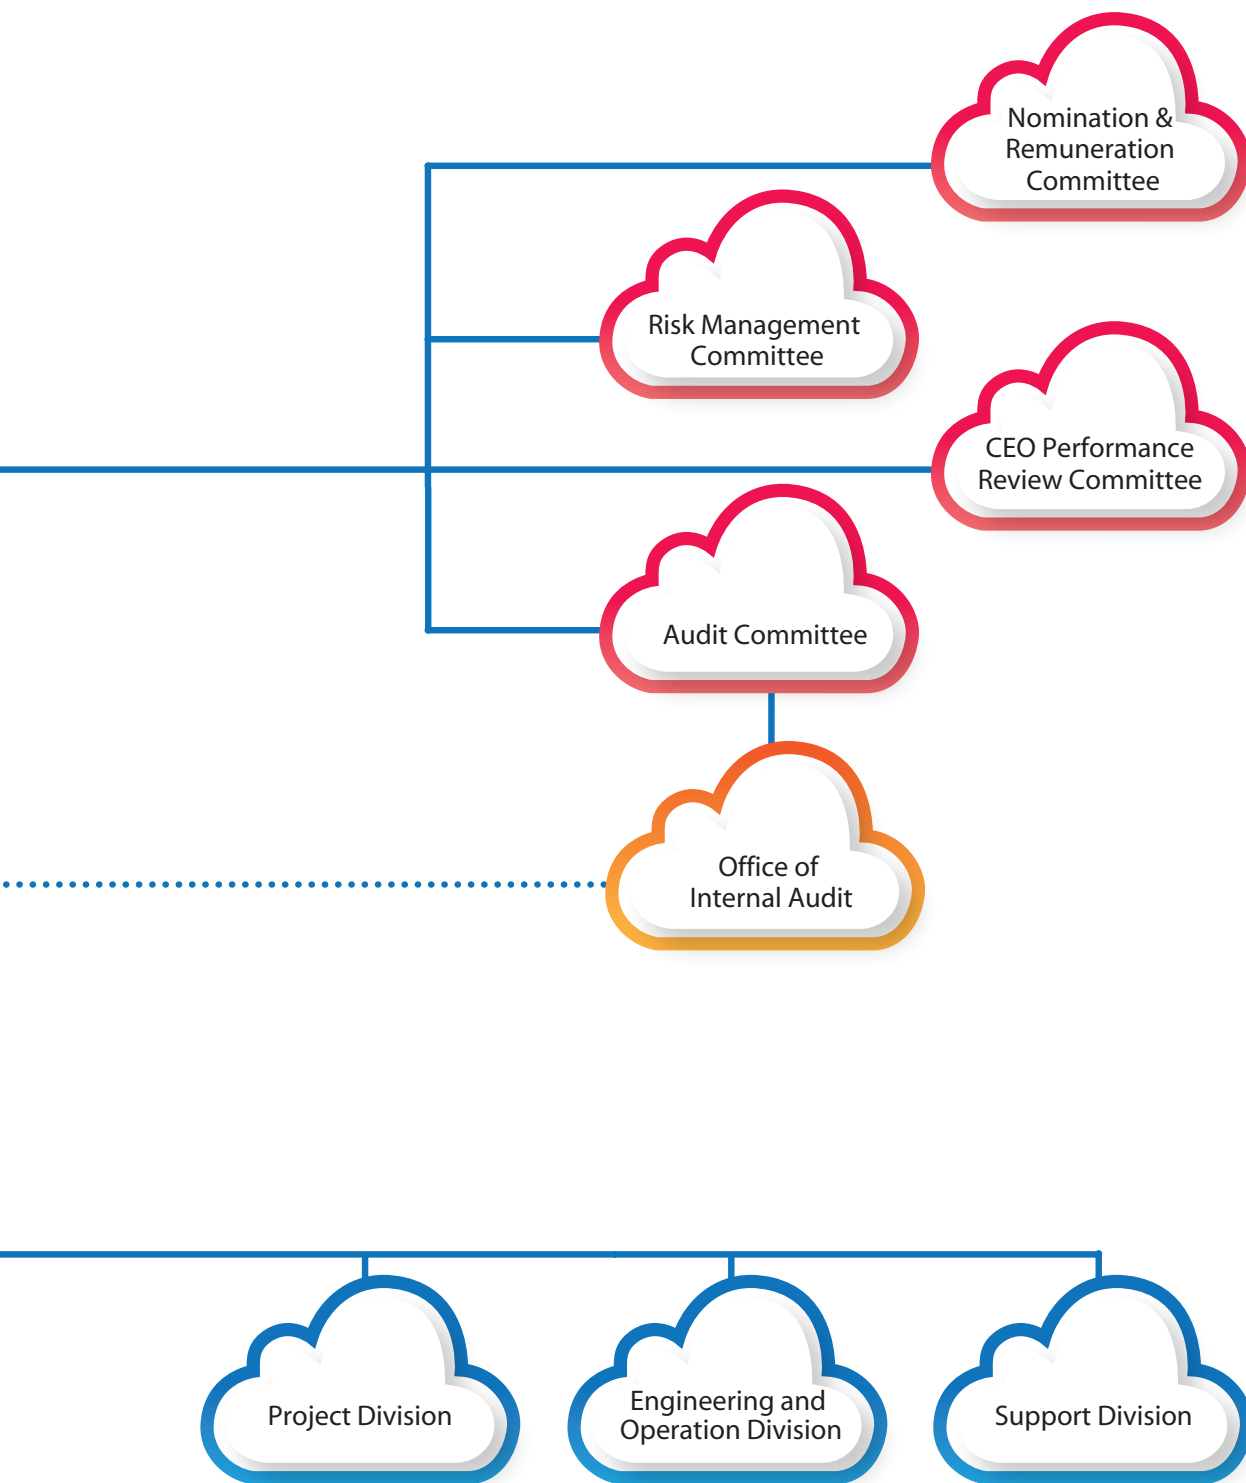 Nomination &
Remuneration
Committee
Risk Management
Committee
CEO Performance
Review Committee
Audit Committee
Office of
Internal Audit
Project Division
Engineering and
Operation Division
Support Division